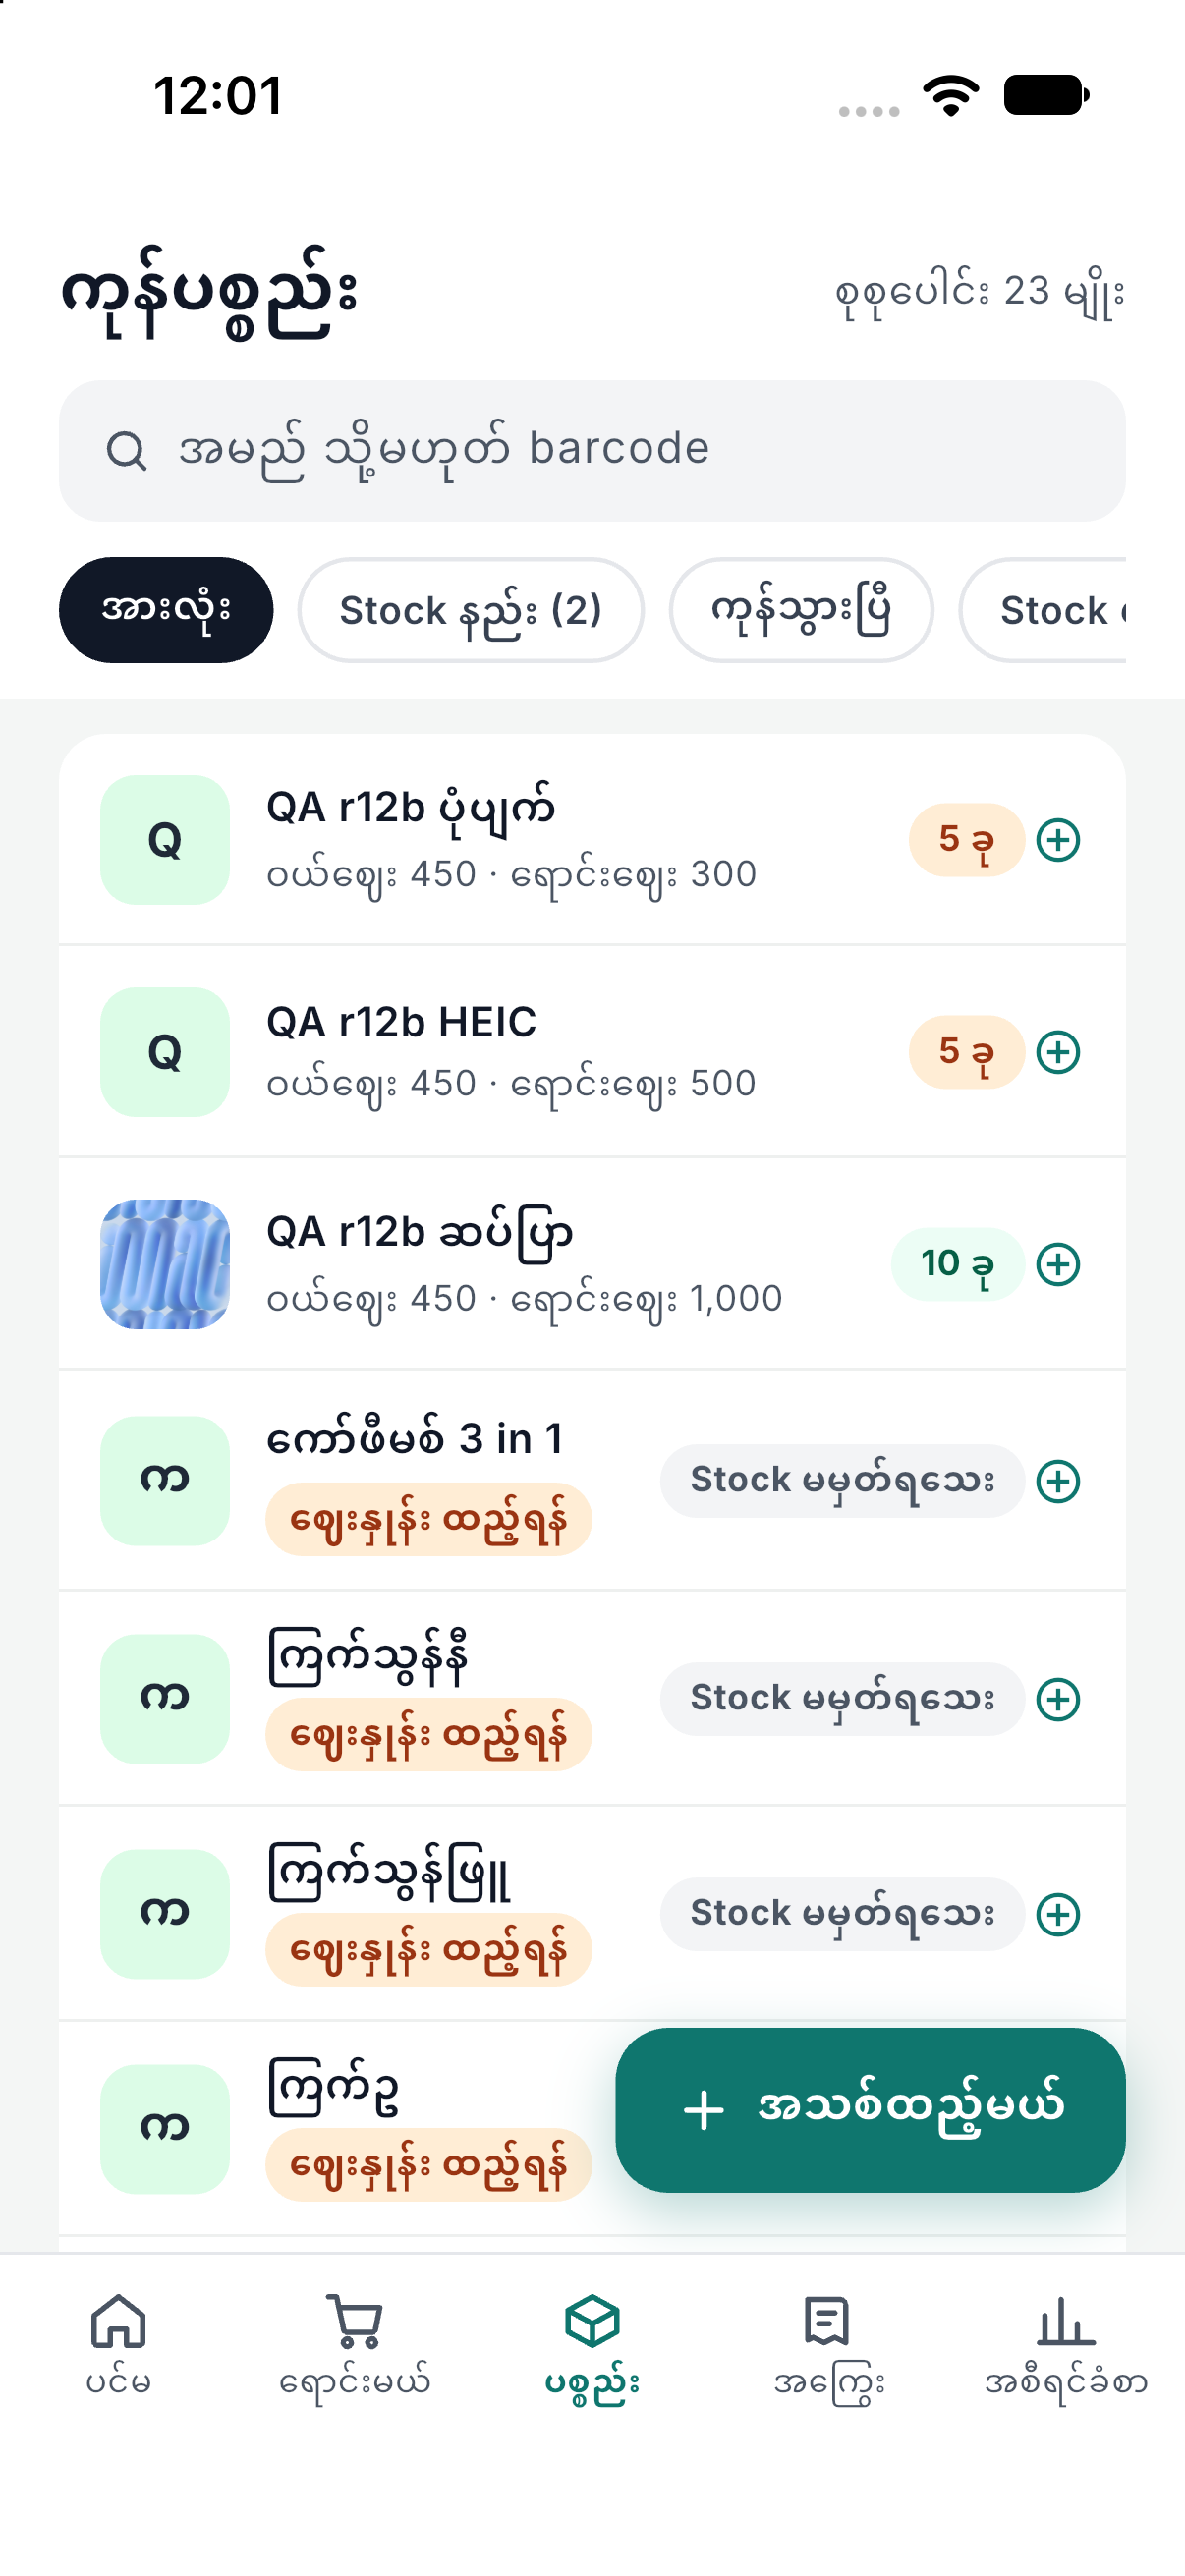 12:01
ကုန်ပစ္စည်း
စုစုပေါင်း 23 မျိုး
အမည် သို့မဟုတ် barcode
အားလုံး
Stock နည်း (2)
ကုန်သွားပြီ
Stock
Q
QA r12b ပုံပျက်
ဝယ်ဈေး 450 · ရောင်းဈေး 300
5 ခု
Q
QA r12b HEIC
ဝယ်ဈေး 450 · ရောင်းဈေး 500
5 ခု
QA r12b ဆပ်ပြာ
ဝယ်ဈေး 450 · ရောင်းဈေး 1,000
10 ခု
က
ကော်ဖီမစ် 3 in 1
ဈေးနှုန်း ထည့်ရန်
Stock မမှတ်ရသေး
က
ကြက်သွန်နီ
ဈေးနှုန်း ထည့်ရန်
Stock မမှတ်ရသေး
က
ကြက်သွန်ဖြူ
ဈေးနှုန်း ထည့်ရန်
Stock မမှတ်ရသေး
က
ကြက်ဥ
ဈေးနှုန်း ထည့်ရန်
အသစ်ထည့်မယ်
ပင်မ
ရောင်းမယ်
ပစ္စည်း
အကြွေး
အစီရင်ခံစာ